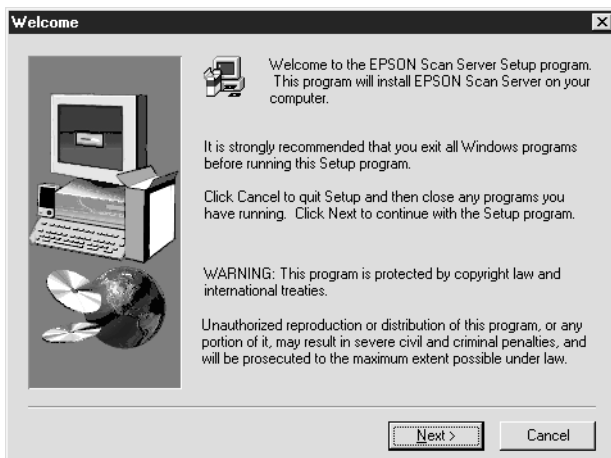 Welcome
Welcome to the EPSON Scan Server Setup program.
This program will install EPSON Scan Server on your
computer.
It is strongly recommended that you exit all Windows programs
before running this Setup program.
Click Cancel to quit Setup and then close any programs you
have running. Click Next to continue with the Setup program.
WARNING: This program is protected by copyright law and
international treaties.
Unauthorized reproduction or distribution of this program, or any
portion of it, may result in severe civil and criminal penalties, and
will be prosecuted to the maximum extent possible under law.
Next >
Cancel